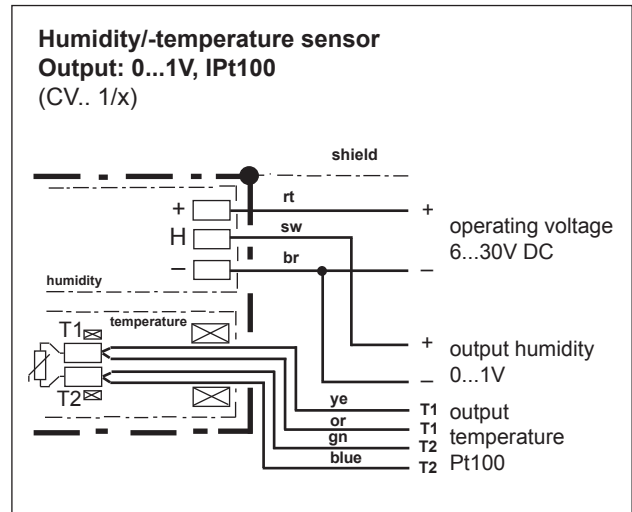 Humidity/-temperature sensor
Output: 0...1V, IPt100
(CV.. 1/x)
shield
+ rt +
operating voltage
6...30V DC
H sw
– br –
humidity
temperature
T1
T2
+
output humidity
0...1V
–
ye T1 output
or T1
temperature
gn T2
Pt100
blue T2